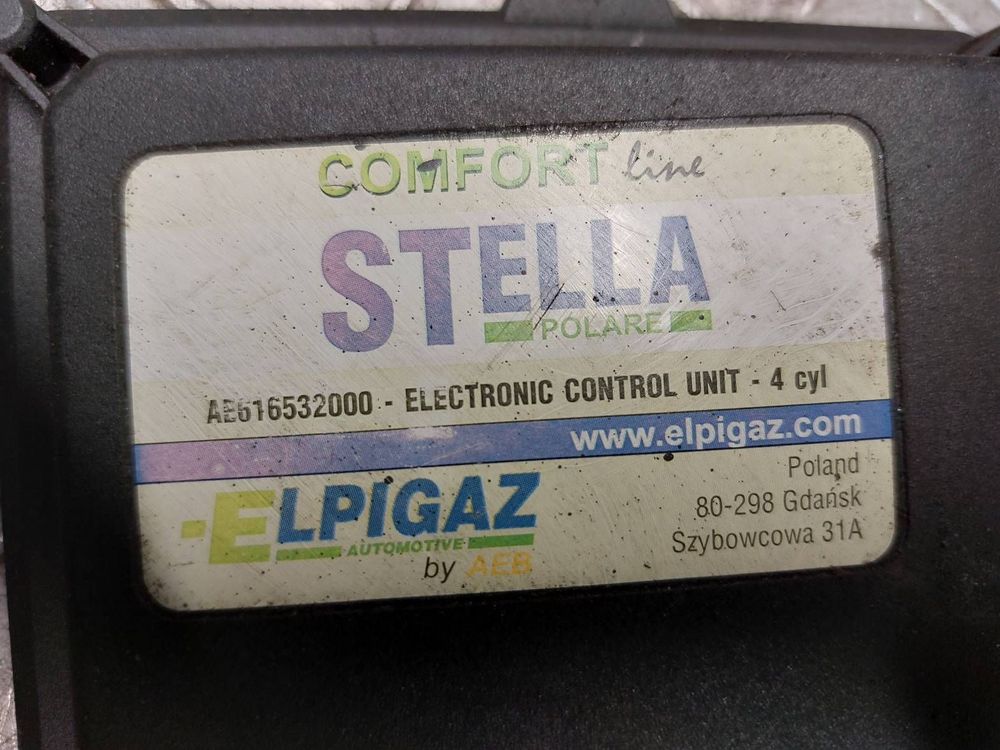 COMFORT line
STELLA
POLARE
AE616532000 - ELECTRONIC CONTROL UNIT - 4 cyl
www.elpigaz.com
ELPIGAZ
AUTOMOTIVE
by AEB
Poland
80-298 Gdańsk
Szybowcowa 31A